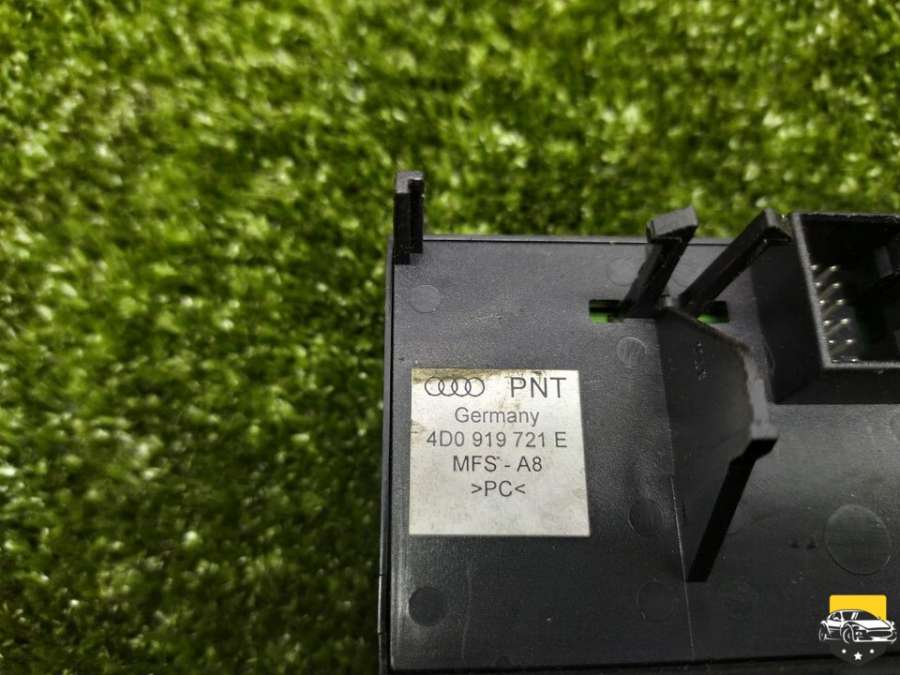 PNT
Germany
4D0 919 721 E
MFS - A8
>PC<